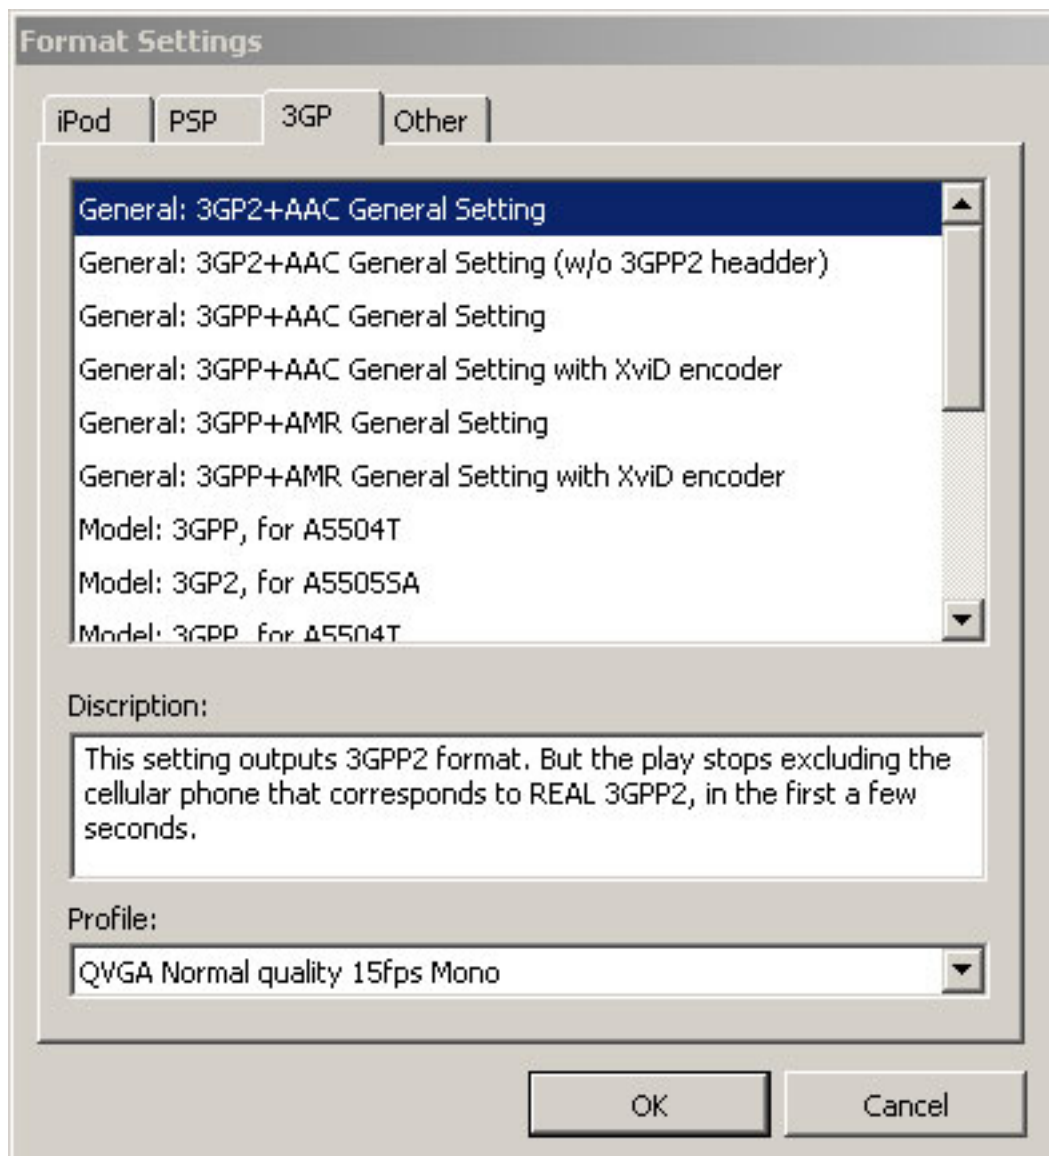 Format Settings
iPod
PSP
3GP
Other
General: 3GP2+AAC General Setting
General: 3GP2+AAC General Setting (w/o 3GPP2 headder)
General: 3GPP+AAC General Setting
General: 3GPP+AAC General Setting with XviD encoder
General: 3GPP+AMR General Setting
General: 3GPP+AMR General Setting with XviD encoder
Model: 3GPP, for A5504T
Model: 3GP2, for A5505SA
Model: 3GPP, for A5504T
Discription:
This setting outputs 3GPP2 format. But the play stops excluding the
cellular phone that corresponds to REAL 3GPP2, in the first a few
seconds.
Profile:
QVGA Normal quality 15fps Mono
OK
Cancel